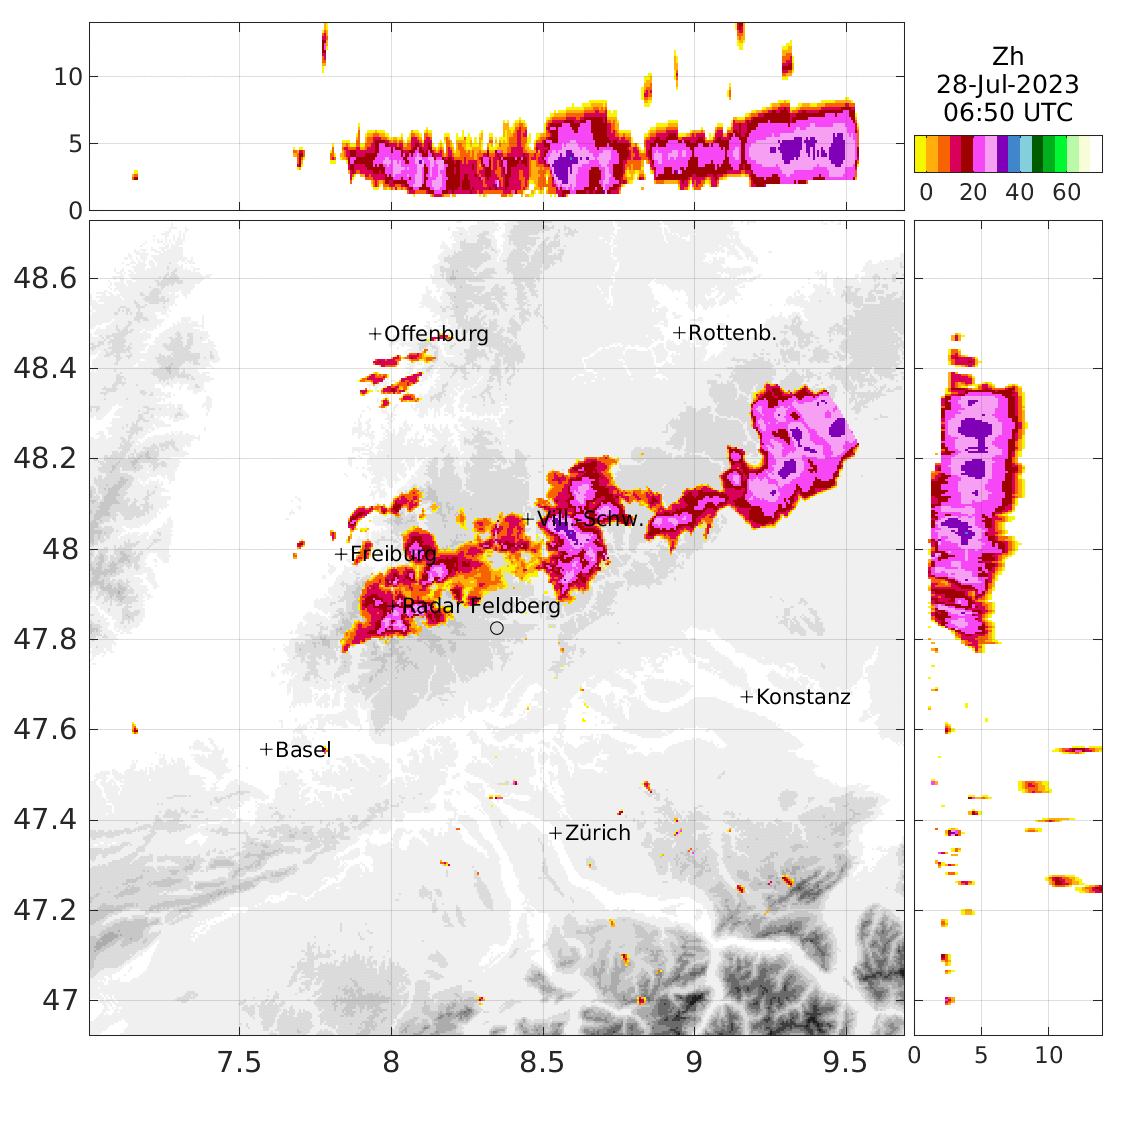 10
5
0
Zh
28-Jul-2023
06:50 UTC
0 20 40 60
48.6
48.4
48.2
48
47.8
47.6
47.4
47.2
47
+Offenburg
+Rottenb.
+Vill.-Schw.
+Freiburg
+Radar Feldberg
+Konstanz
+Basel
+Zürich
7.5 8 8.5 9 9.5
0 5 10